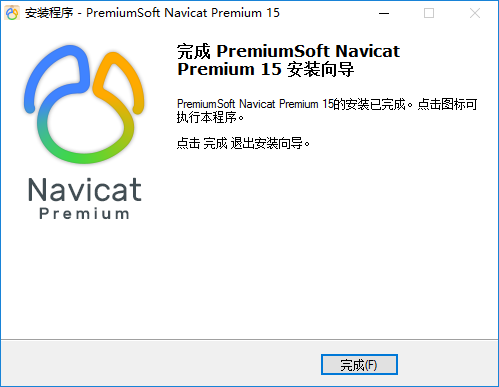 安装程序 - PremiumSoft Navicat Premium 15
完成 PremiumSoft Navicat
Premium 15 安装向导
PremiumSoft Navicat Premium 15的安装已完成。点击图标可
执行本程序。
点击 完成 退出安装向导。
Navicat
Premium
完成(F)